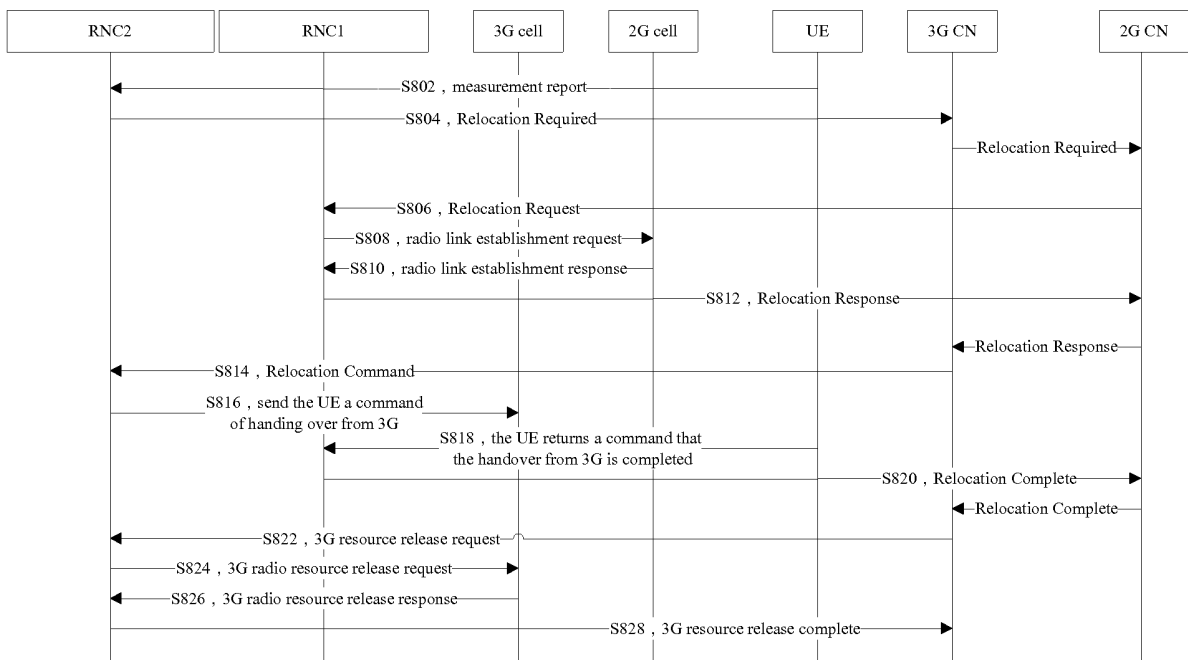 RNC2
RNC1
3G cell
2G cell
UE
3G CN
2G CN
S802，measurement report
S804，Relocation Required
Relocation Required
S806，Relocation Request
S808，radio link establishment request
S810，radio link establishment response
S812，Relocation Response
Relocation Response
S814，Relocation Command
S816，send the UE a command
of handing over from 3G
S818，the UE returns a command that
the handover from 3G is completed
S820，Relocation Complete
Relocation Complete
S822，3G resource release request
S824，3G radio resource release request
S826，3G radio resource release response
S828，3G resource release complete